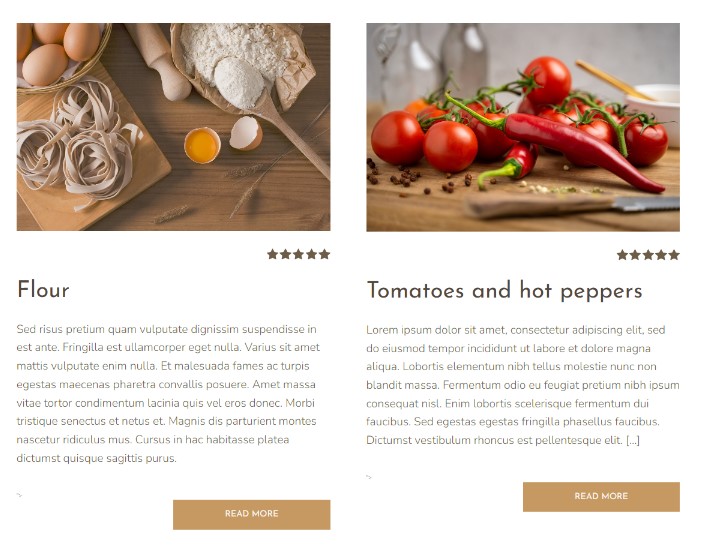 Flour
Sed risus pretium quam vulputate dignissim suspendisse in
est ante. Fringilla est ullamcorper eget nulla. Varius sit amet
mattis vulputate enim nulla. Et malesuada fames ac turpis
egestas maecenas pharetra convallis posuere. Amet massa
vitae tortor condimentum lacinia quis vel eros donec. Morbi
tristique senectus et netus et. Magnis dis parturient montes
nascetur ridiculus mus. Cursus in hac habitasse platea
dictumst quisque sagittis purus.
">
READ MORE
Tomatoes and hot peppers
Lorem ipsum dolor sit amet, consectetur adipiscing elit, sed
do eiusmod tempor incididunt ut labore et dolore magna
aliqua. Lobortis elementum nibh tellus molestie nunc non
blandit massa. Fermentum odio eu feugiat pretium nibh ipsum
consequat nisl. Enim lobortis scelerisque fermentum dui
faucibus. Sed egestas egestas fringilla phasellus faucibus.
Dictumst vestibulum rhoncus est pellentesque elit. [...]
">
READ MORE